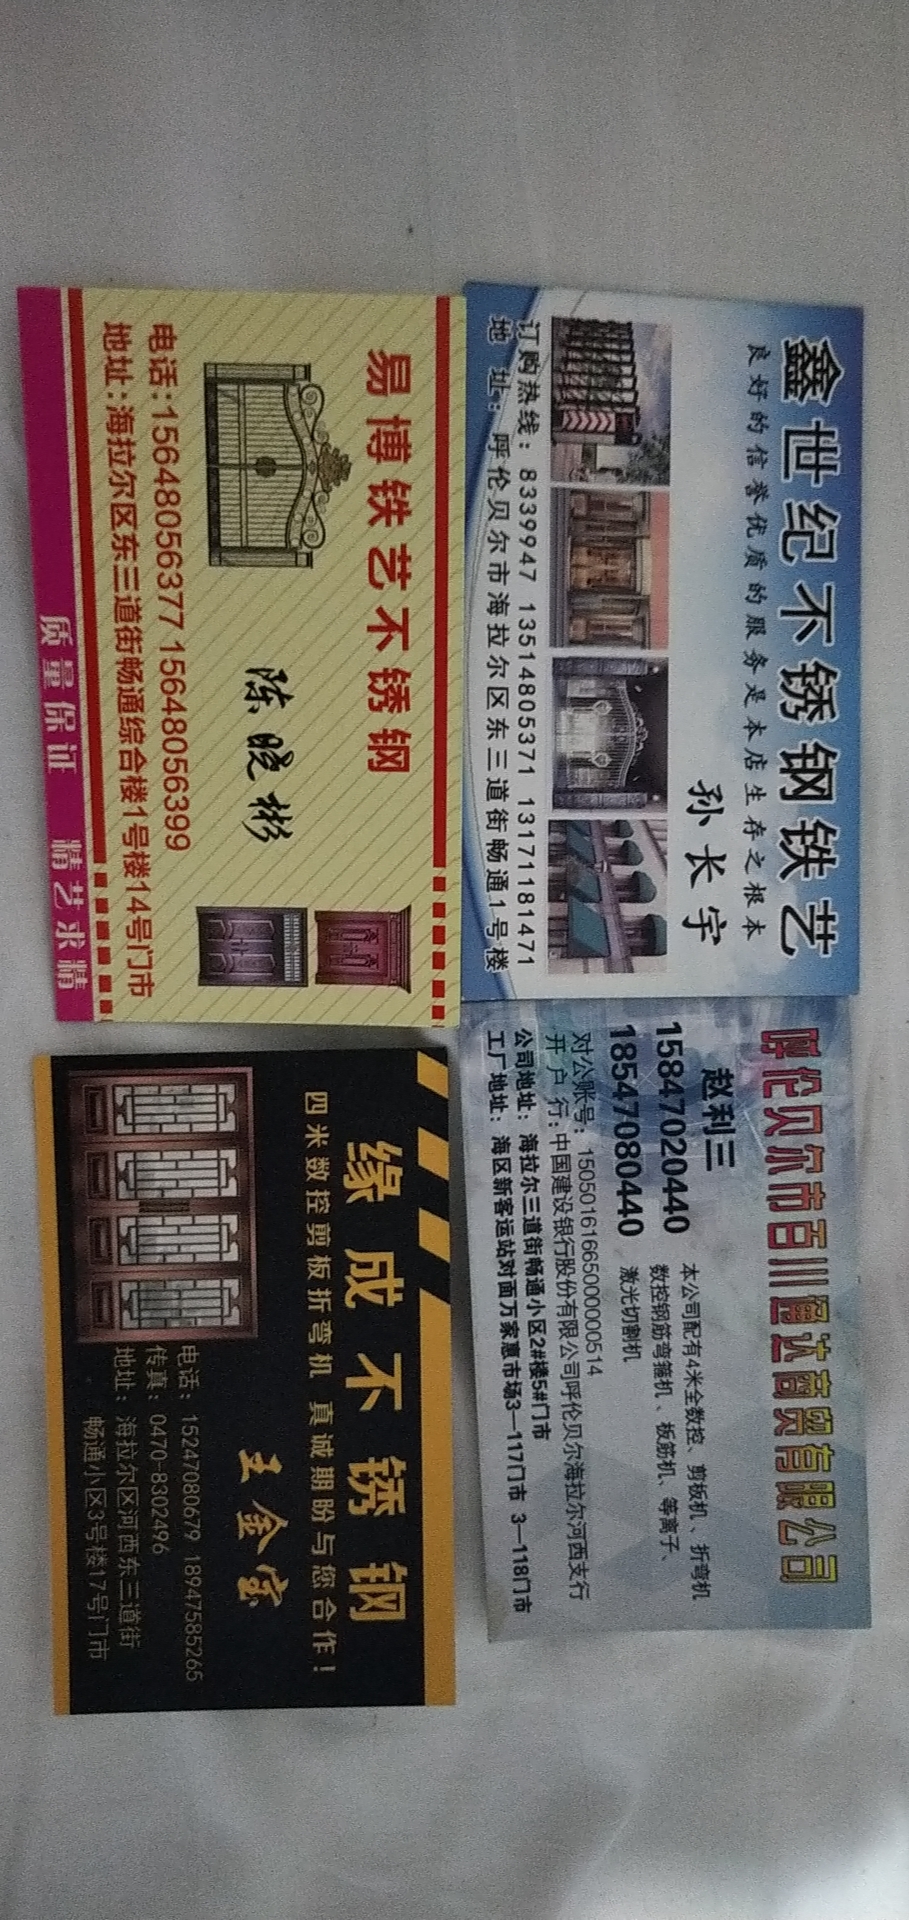 鑫世纪不锈钢铁艺
良好的信誉优质的服务是本店生存之根本
孙长宇
订购热线：8339947 13514805371 13171181471
地 址：呼伦贝尔市海拉尔区东三道街畅通1号楼
呼伦贝尔市百川通达商贸有限公司
赵利三
15847020440
18547080440
本公司配有4米全数控、剪板机、折弯机
数控钢筋弯箍机、板筋机、等离子、
激光切割机
对公账号：15050161665000000514
开 户 行：中国建设银行股份有限公司呼伦贝尔海拉尔河西支行
公司地址：海拉尔三道街畅通小区2#楼5#门市
工厂地址：海区新客运站对面万家惠市场3—117门市 3—118门市
易博铁艺不锈钢
陈晓彬
电话:15648056377 15648056399
地址:海拉尔区东三道街畅通综合楼1号楼14号门市
质量保证 精艺求精
缘成不锈钢
四米数控剪板折弯机 真诚期盼与您合作！
王金宝
电话：15247080679 18947585265
传真：0470-8302496
地址：海拉尔区河西东三道街
畅通小区3号楼17号门市